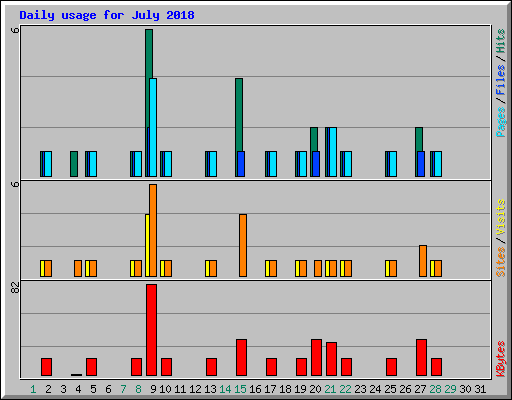 Daily usage for July 2018
6
Pages / Files / Hits
6
Sites / Visits
82
KBytes
1 2 3 4 5 6 7 8 9 10 11 12 13 14 15 16 17 18 19 20 21 22 23 24 25 26 27 28 29 30 31